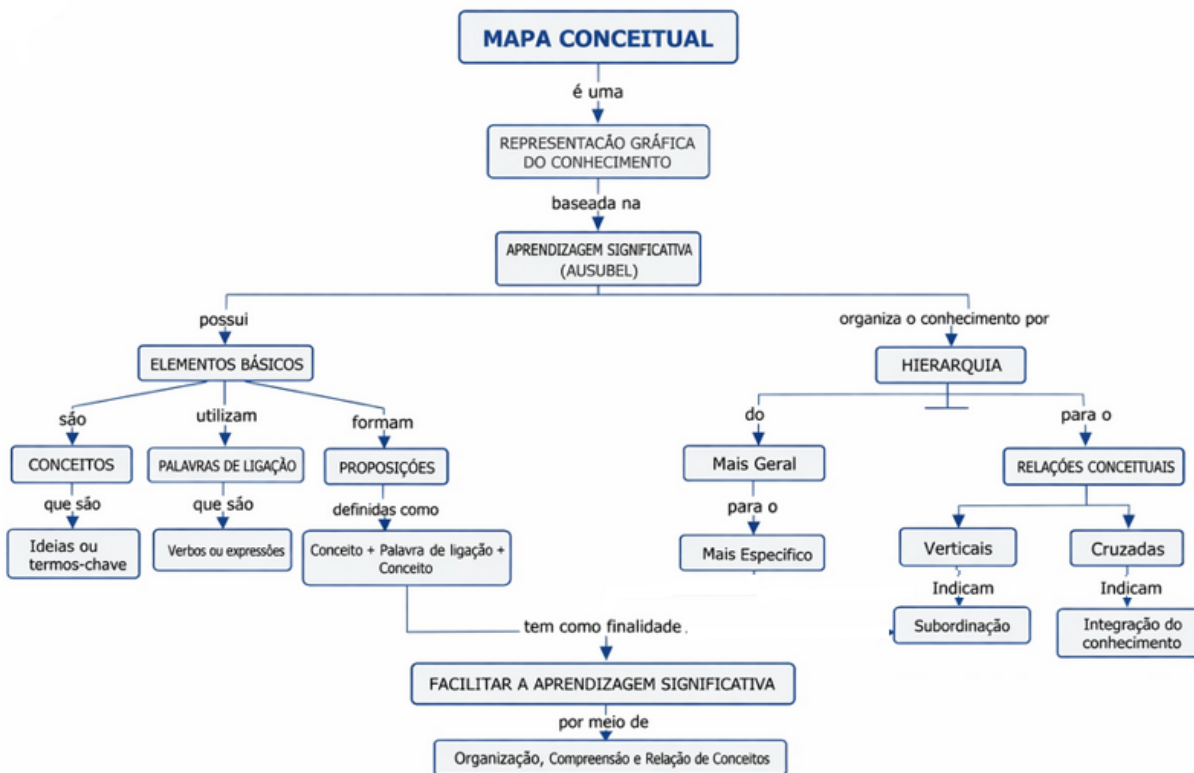 MAPA CONCEITUAL
é uma
REPRESENTACÃO GRÁFICA
DO CONHECIMENTO
baseada na
APRENDIZAGEM SIGNIFICATIVA
(AUSUBEL)
possui
organiza o conhecimento por
ELEMENTOS BÁSICOS
HIERARQUIA
são
utilizam
formam
do
para o
CONCEITOS
PALAVRAS DE LIGAÇÃO
PROPOSIÇÕES
Mais Geral
RELAÇÕES CONCEITUAIS
que são
que são
definidas como
para o
Ideias ou
termos-chave
Verbos ou expressões
Conceito + Palavra de ligação +
Conceito
Mais Específico
Verticais
Cruzadas
Indicam
Indicam
tem como finalidade
Subordinação
Integração do
conhecimento
FACILITAR A APRENDIZAGEM SIGNIFICATIVA
por meio de
Organização, Compreensão e Relação de Conceitos